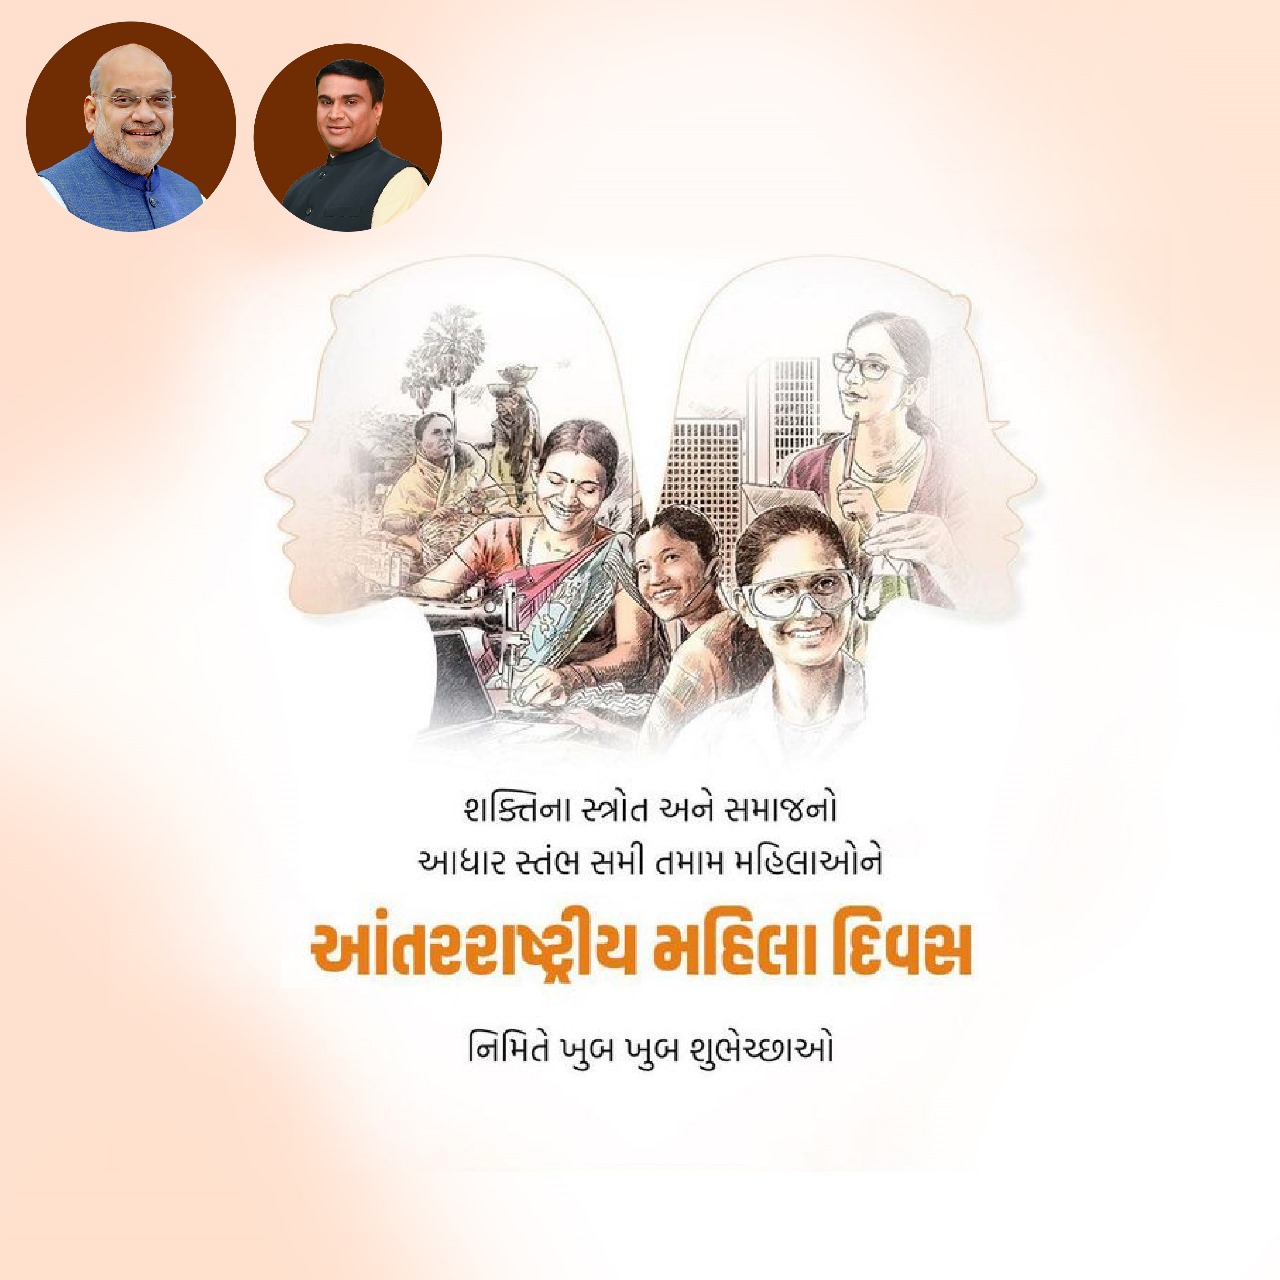 શક્તિના સ્ત્રોત અને સમાજનો
આધાર સ્તંભ સમી તમામ મહિલાઓને
આંતરરાષ્ટ્રીય મહિલા દિવસ
નિમિતે ખુબ ખુબ શુભેચ્છાઓ